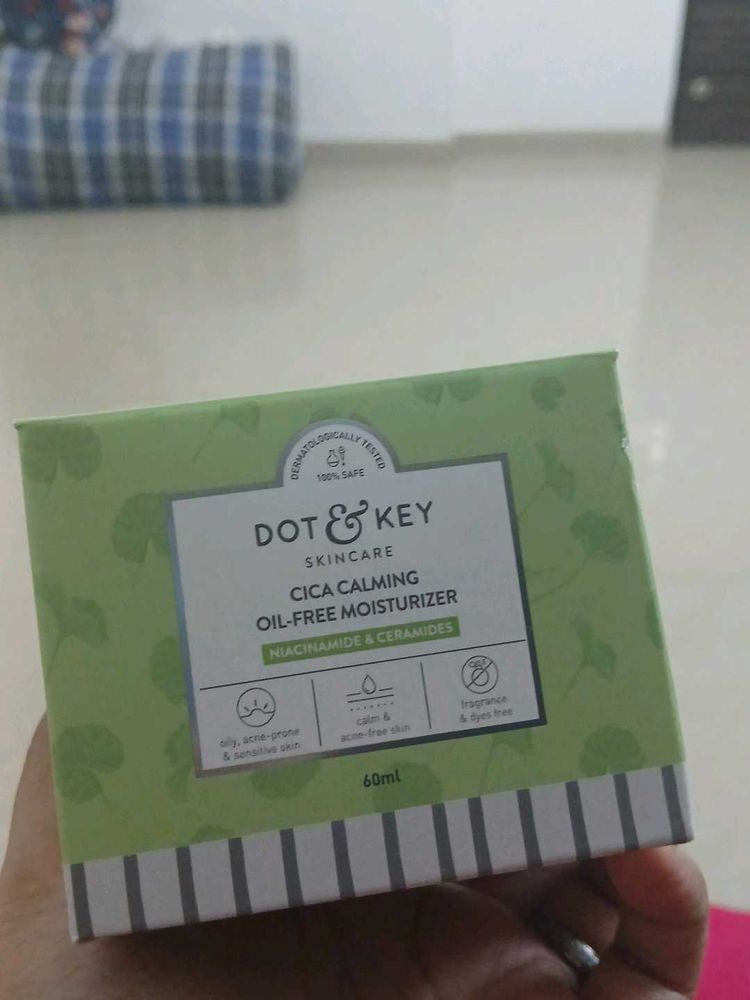 DERMATOLOGICALLY TESTED
100% SAFE
DOT & KEY
SKINCARE
CICA CALMING
OIL-FREE MOISTURIZER
NIACINAMIDE & CERAMIDES
oily, acne-prone
& sensitive skin
calm &
acne-free skin
fragrance
& dyes free
60ml